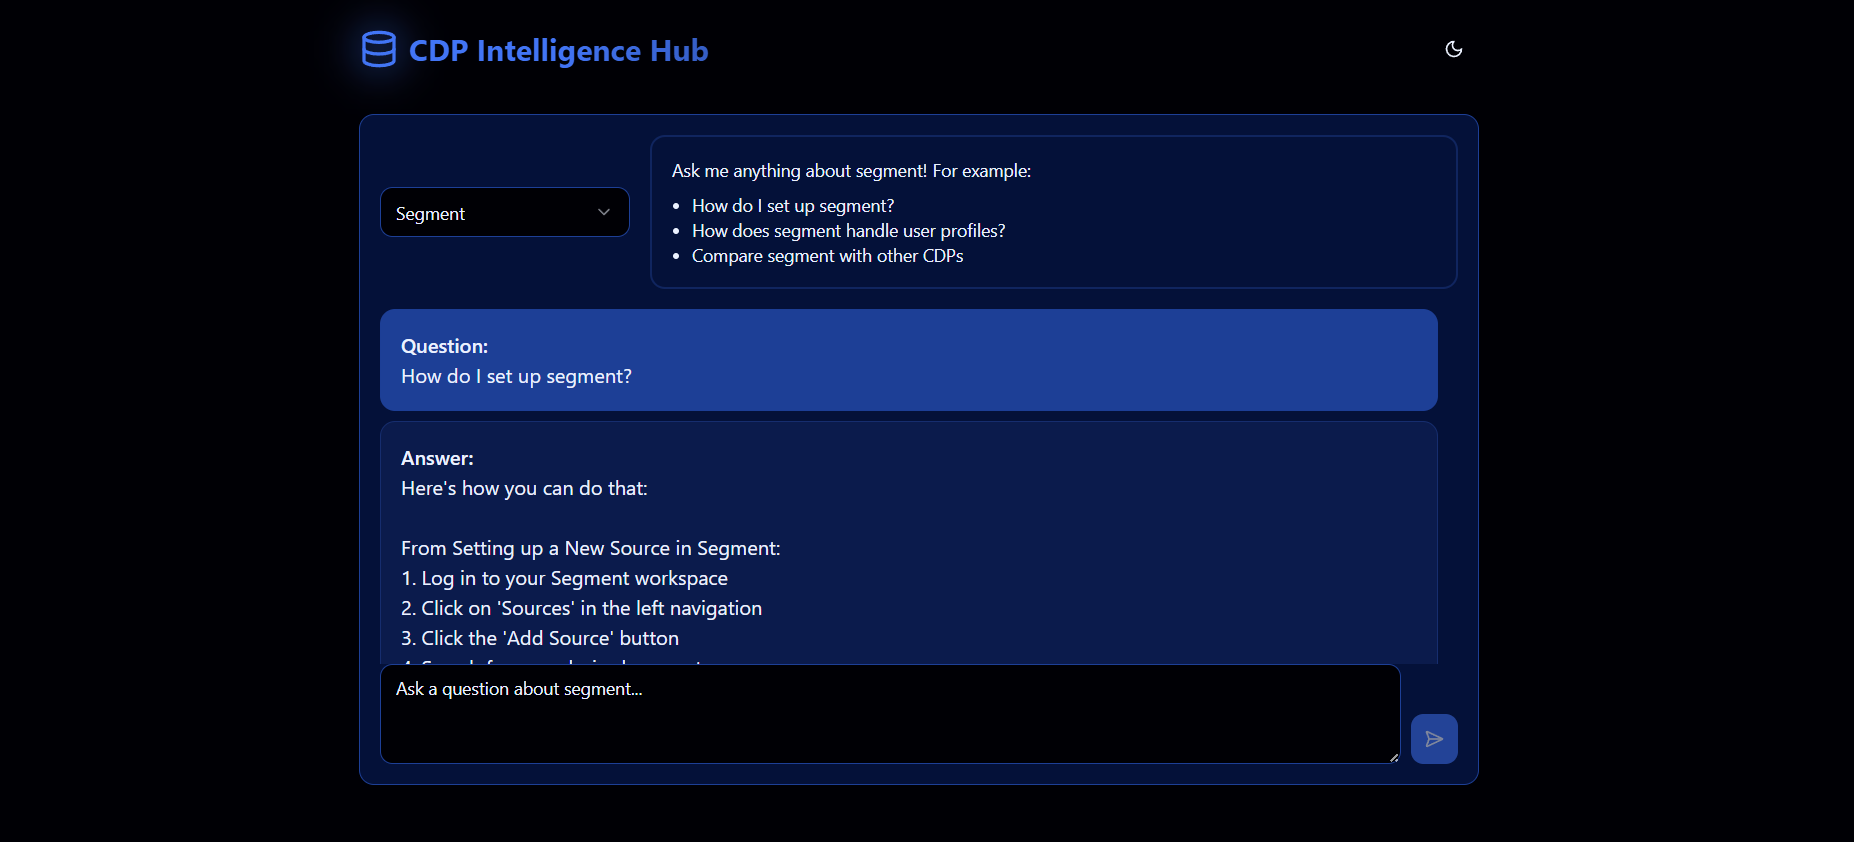 CDP Intelligence Hub
Segment
Ask me anything about segment! For example:
• How do I set up segment?
• How does segment handle user profiles?
• Compare segment with other CDPs
Question:
How do I set up segment?
Answer:
Here's how you can do that:
From Setting up a New Source in Segment:
1. Log in to your Segment workspace
2. Click on 'Sources' in the left navigation
3. Click the 'Add Source' button
Ask a question about segment...